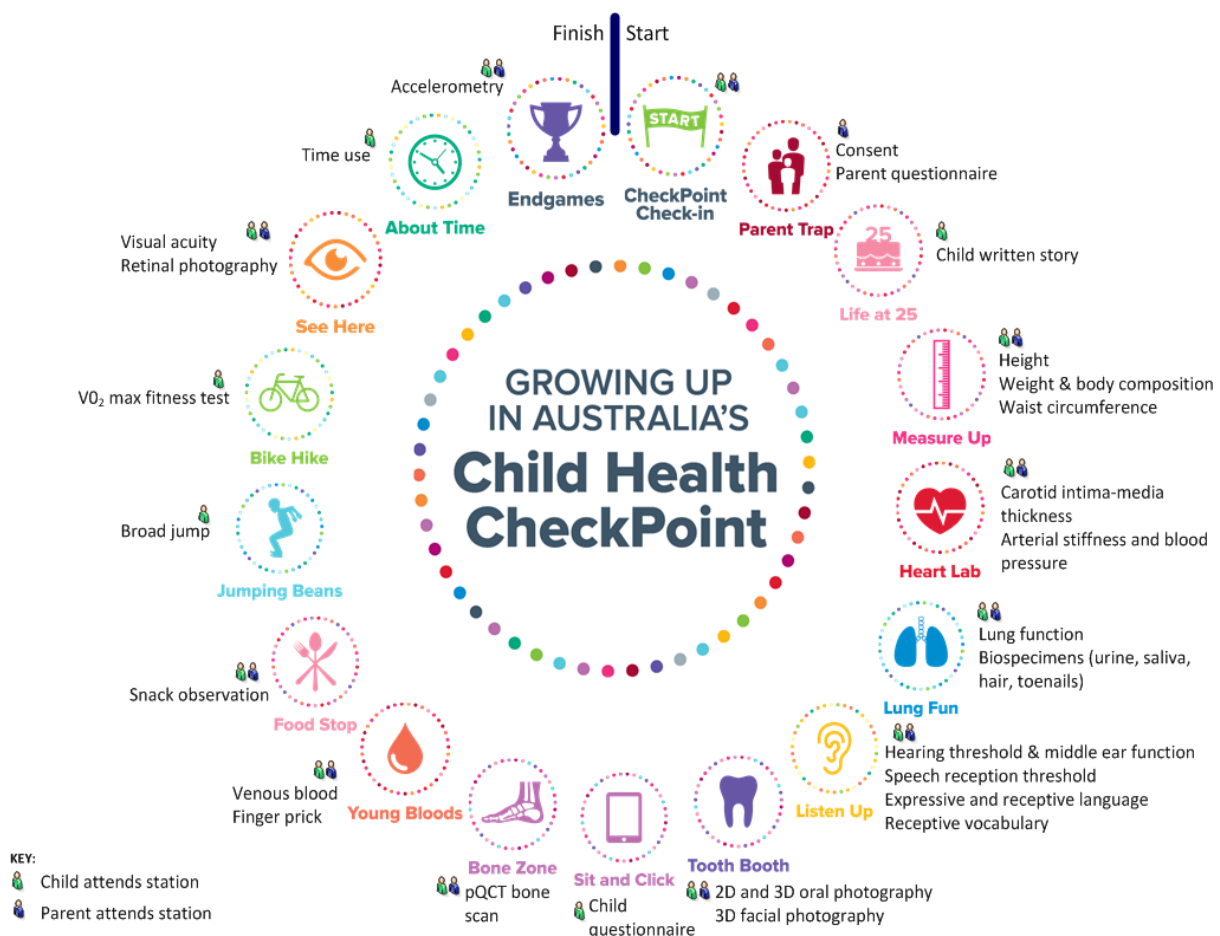 Finish
Start
START
CheckPoint
Check-in
Consent
Parent questionnaire
Parent Trap
25
Child written story
Life at 25
Height
Weight & body composition
Waist circumference
Measure Up
Carotid intima-media
thickness
Arterial stiffness and blood
pressure
Heart Lab
Lung function
Biospecimens (urine, saliva,
hair, toenails)
Lung Fun
Hearing threshold & middle ear function
Speech reception threshold
Expressive and receptive language
Receptive vocabulary
Listen Up
Tooth Booth
2D and 3D oral photography
3D facial photography
Sit and Click
Child
questionnaire
Bone Zone
pQCT bone
scan
Young Bloods
Venous blood
Finger prick
Food Stop
Snack observation
Jumping Beans
Broad jump
Bike Hike
V0₂ max fitness test
See Here
Visual acuity
Retinal photography
About Time
Time use
Endgames
Accelerometry
GROWING UP
IN AUSTRALIA'S
Child Health
CheckPoint
KEY:
Child attends station
Parent attends station